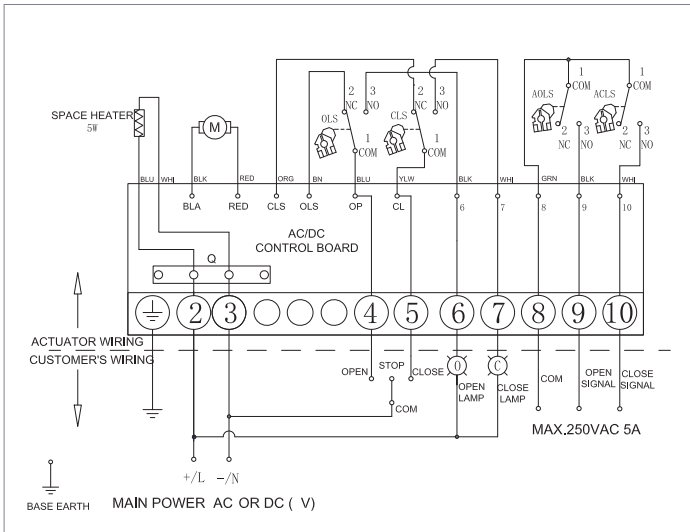 1
COM
1
COM
AOLS
ACLS
2
NC
3
NO
2
NC
3
NO
2
NC
3
NO
2
NC
3
NO
OLS
CLS
1
COM
1
COM
SPACE HEATER
5W
M
BLU WHI BLK RED ORG BN BLU YLW BLK WHI GRN BLK WHI
BLA RED CLS OLS OP CL 6 7 8 9 10
AC/DC
CONTROL BOARD
Q
2 3 4 5 6 7 8 9 10
ACTUATOR WIRING
CUSTOMER'S WIRING
OPEN STOP CLOSE
COM
O
OPEN
LAMP
C
CLOSE
LAMP
COM
OPEN
SIGNAL
CLOSE
SIGNAL
MAX.250VAC 5A
+/L -/N
BASE EARTH
MAIN POWER AC OR DC ( V)